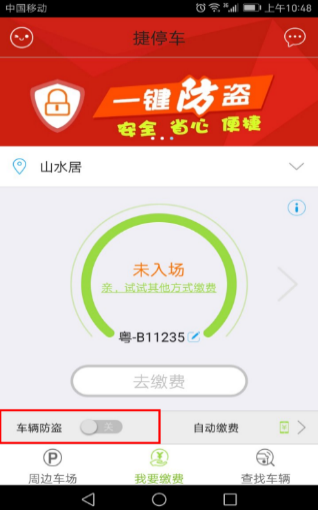 中国移动 上午10:48
捷停车
一键防盗
安全 省心 便捷
山水居
未入场
亲，试试其他方式缴费
粤-B11235
去缴费
车辆防盗 关 自动缴费
周边车场 我要缴费 查找车辆